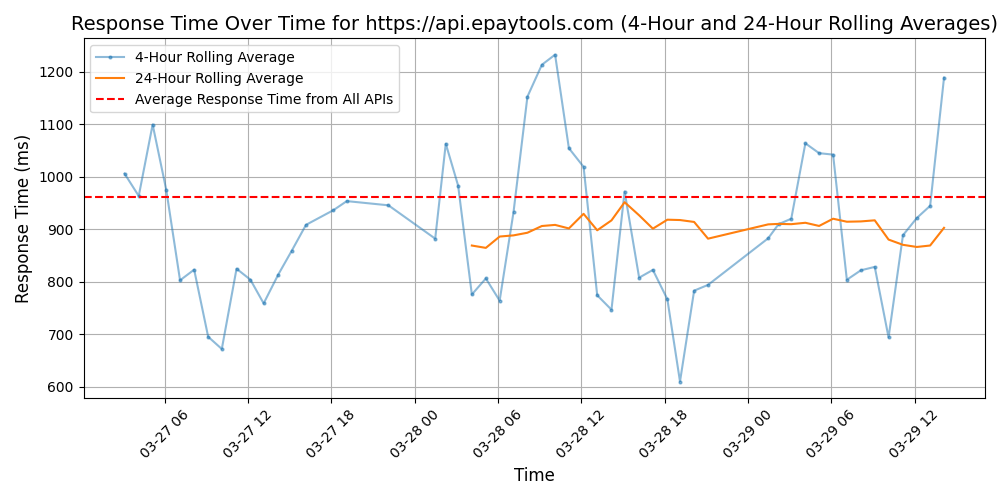 Response Time Over Time for https://api.epaytools.com (4-Hour and 24-Hour Rolling Averages)
4-Hour Rolling Average
24-Hour Rolling Average
Average Response Time from All APIs
Response Time (ms)
1200
1100
1000
900
800
700
600
03-27 06
03-27 12
03-27 18
03-28 00
03-28 06
03-28 12
03-28 18
03-29 00
03-29 06
03-29 12
Time